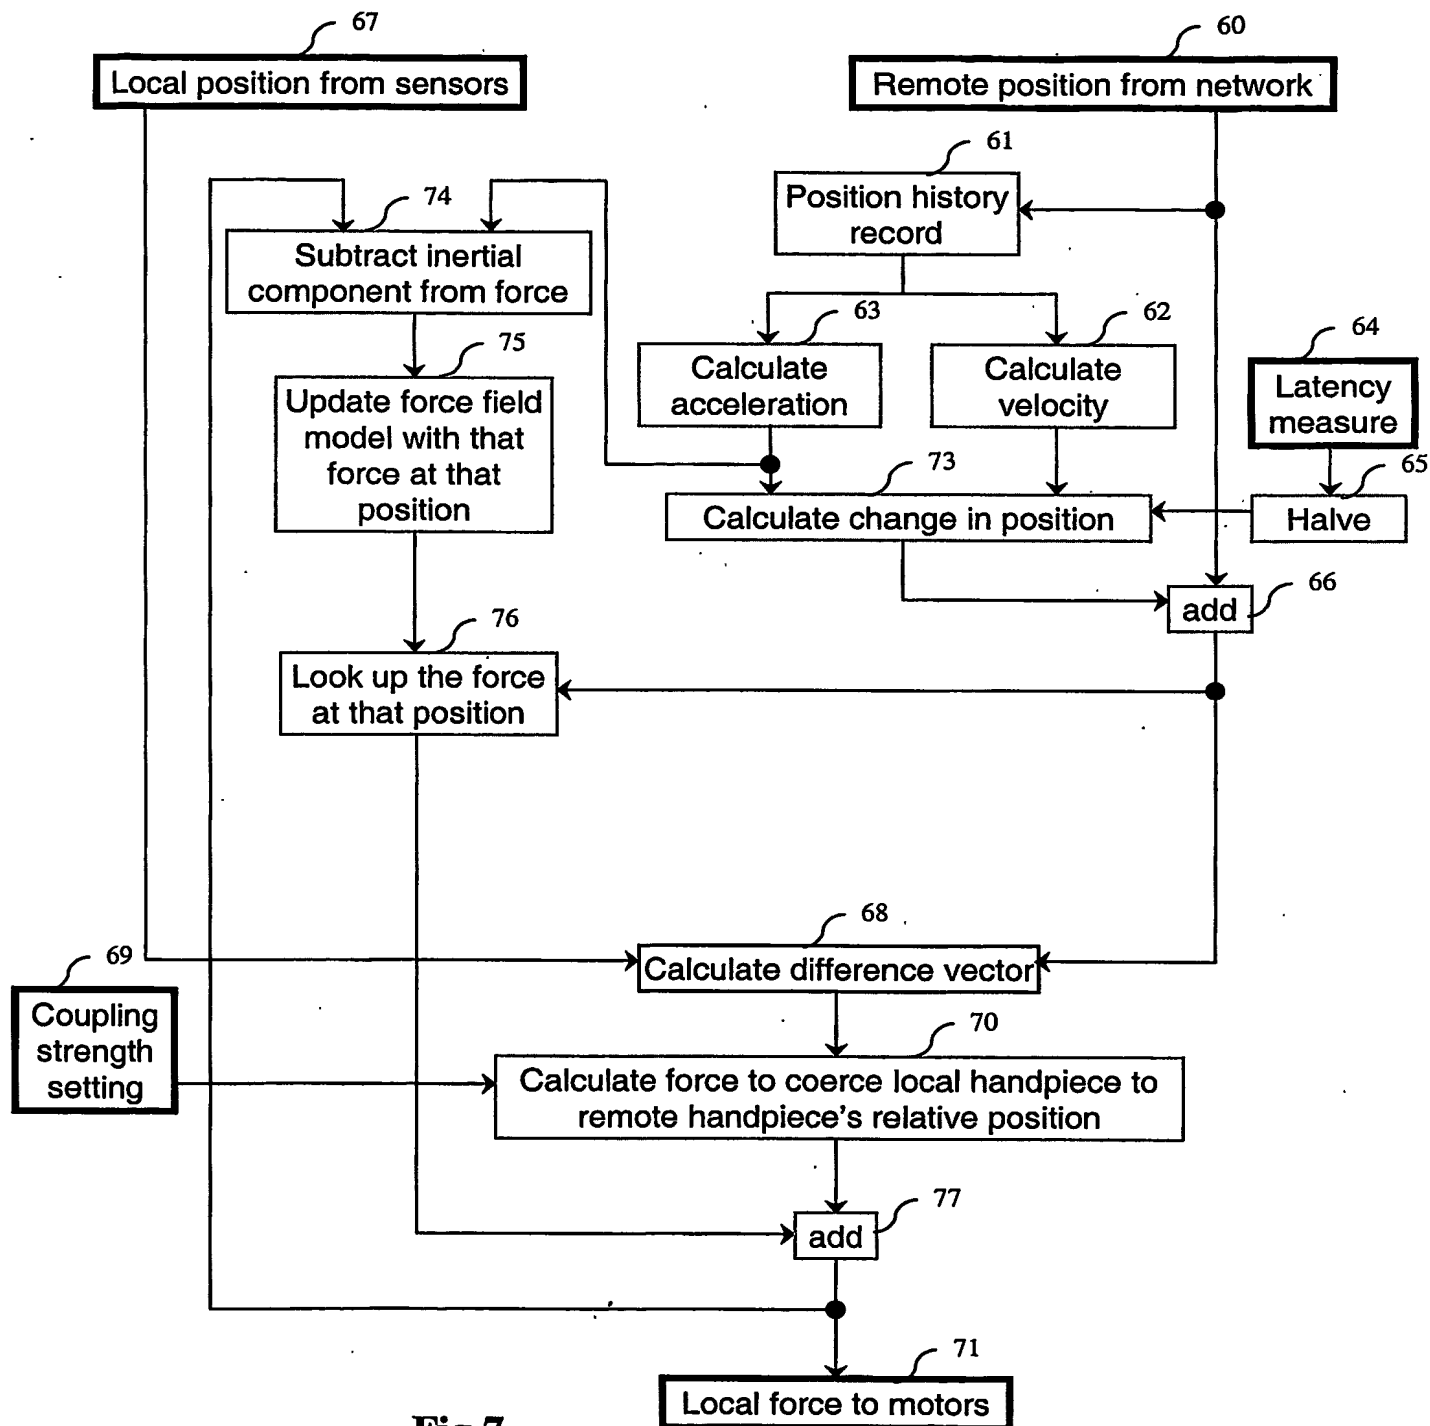 67
Local position from sensors
60
Remote position from network
61
Position history
record
74
Subtract inertial
component from force
63
Calculate
acceleration
62
Calculate
velocity
64
Latency
measure
75
Update force field
model with that
force at that
position
73
Calculate change in position
65
Halve
66
add
76
Look up the force
at that position
68
Calculate difference vector
69
Coupling
strength
setting
70
Calculate force to coerce local handpiece to
remote handpiece's relative position
77
add
71
Local force to motors
Fig 7